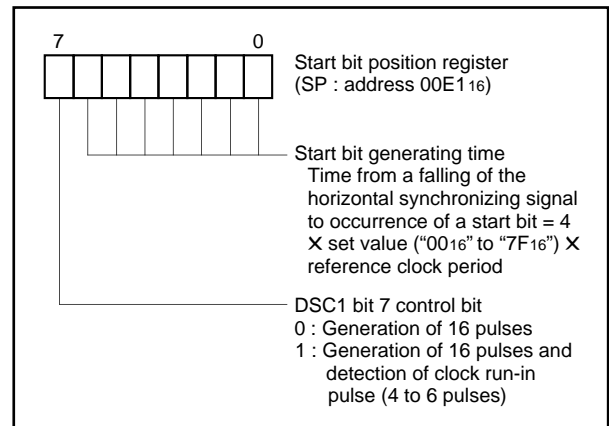 7 0
Start bit position register
(SP : address 00E116)
Start bit generating time
Time from a falling of the
horizontal synchronizing signal
to occurrence of a start bit = 4
✕ set value (“0016” to “7F16”) ✕
reference clock period
DSC1 bit 7 control bit
0 : Generation of 16 pulses
1 : Generation of 16 pulses and
detection of clock run-in
pulse (4 to 6 pulses)